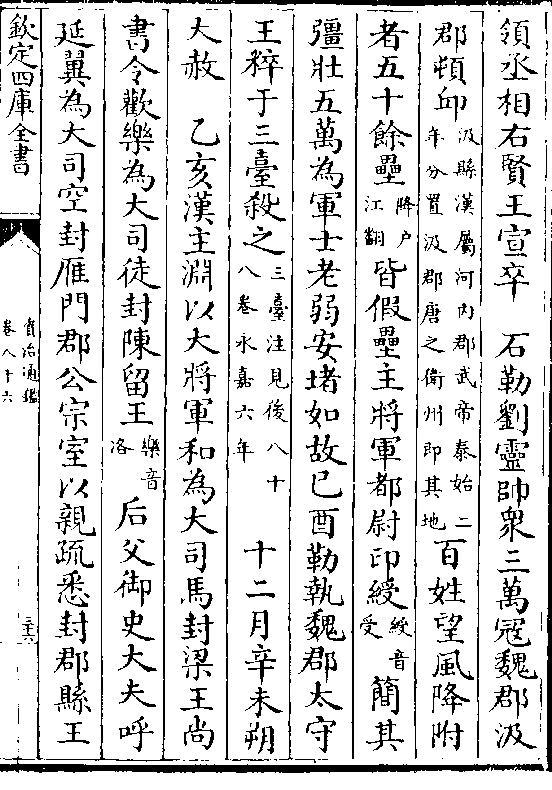 領丞相右賢王宣卒　石勒劉靈帥衆三萬冦魏郡汲
郡頓邱汲縣漢屬河内郡武帝泰始二年分置汲郡唐之衞州即其地百姓望風降附
者五十餘壘降户江翻皆假壘主將軍都尉印綬綬音受簡其
彊壯五萬為軍士老弱安堵如故己酉勒執魏郡太守
王粹于三臺殺之三臺注見後八十八卷永嘉六年　十二月辛未朔
大赦　乙亥漢主淵以大將軍和為大司馬封梁王尚
書令歡樂為大司徒封陳留王樂音洛后父御史大夫呼
延翼為大司空封雁門郡公宗室以親疏悉封郡縣王
欽定四庫全書
資治通鑑
卷八十六
三十六